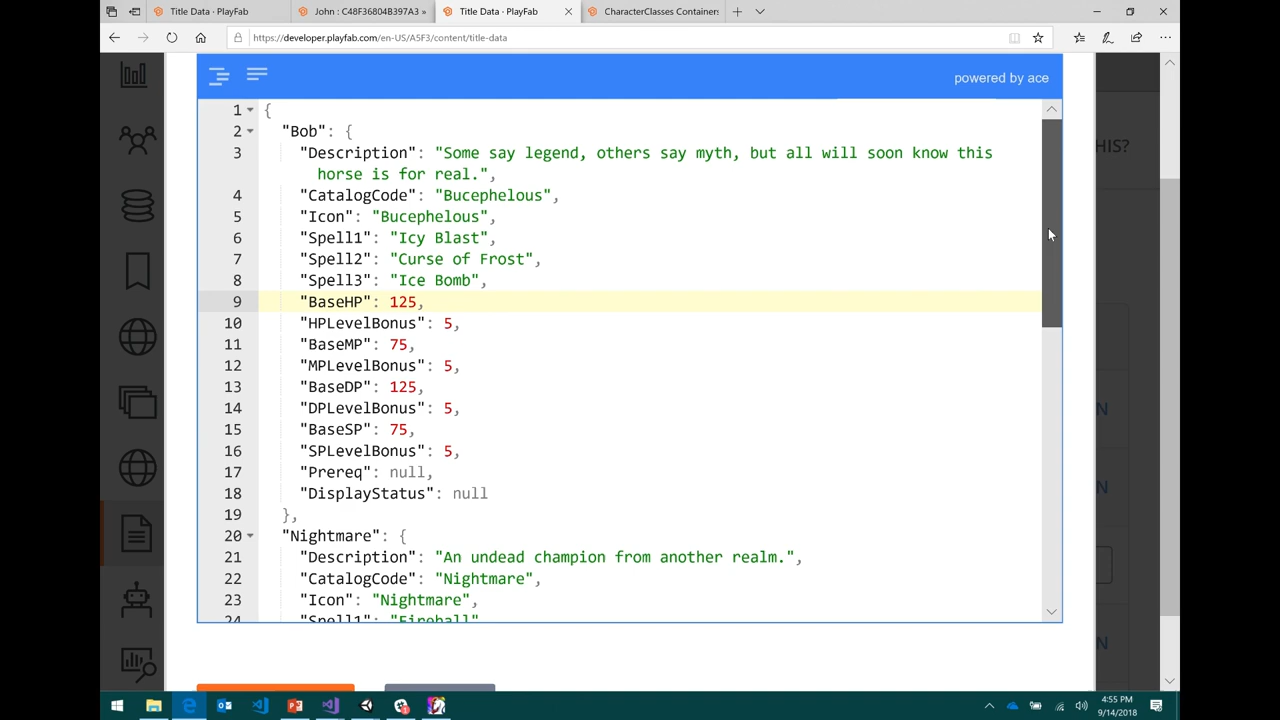 Title Data - PlayFab
John : C48F36804B397A3 »
Title Data - PlayFab
CharacterClasses Container
https://developer.playfab.com/en-US/A5F3/content/title-data
powered by ace
HIS?
1 {
2 "Bob": {
3 "Description": "Some say legend, others say myth, but all will soon know this
horse is for real.",
4 "CatalogCode": "Bucephelous",
5 "Icon": "Bucephelous",
6 "Spell1": "Icy Blast",
7 "Spell2": "Curse of Frost",
8 "Spell3": "Ice Bomb",
9 "BaseHP": 125,
10 "HPLevelBonus": 5,
11 "BaseMP": 75,
12 "MPLevelBonus": 5,
13 "BaseDP": 125,
14 "DPLevelBonus": 5,
15 "BaseSP": 75,
16 "SPLevelBonus": 5,
17 "Prereq": null,
18 "DisplayStatus": null
19 },
20 "Nightmare": {
21 "Description": "An undead champion from another realm.",
22 "CatalogCode": "Nightmare",
23 "Icon": "Nightmare",
24 "Spell1": "Fireball"
N
N
N
4:55 PM
9/14/2018